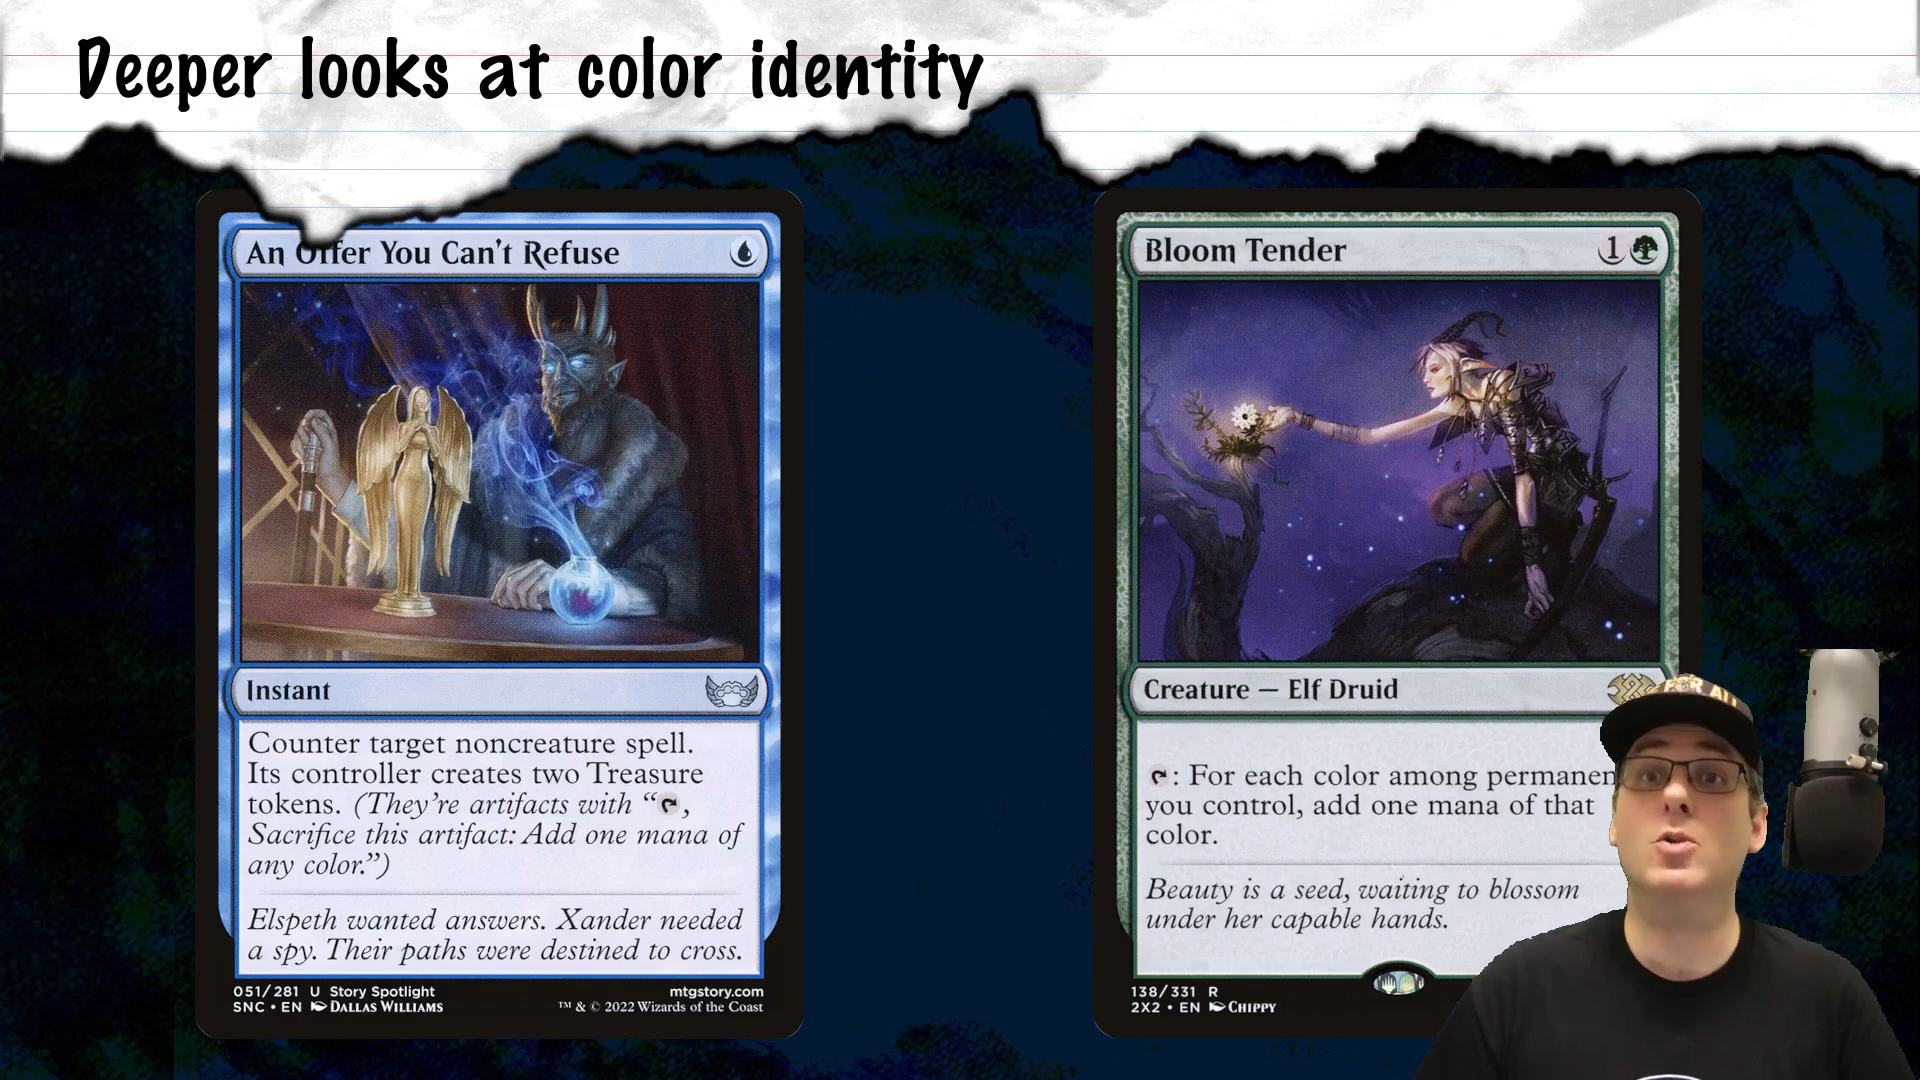 Deeper looks at color identity
An Offer You Can't Refuse
Instant
Counter target noncreature spell.
Its controller creates two Treasure
tokens. (They're artifacts with “
Sacrifice this artifact: Add one mana of
any color.”)
Elspeth wanted answers. Xander needed
a spy. Their paths were destined to cross.
051/281 U Story Spotlight
SNC • EN DALLAS WILLIAMS
mtgstory.com
™ & © 2022 Wizards of the Coast
Bloom Tender 1
Creature — Elf Druid
: For each color among permanen
you control, add one mana of that
color.
Beauty is a seed, waiting to blossom
under her capable hands.
138/331 R
2X2 • EN CHIPPY